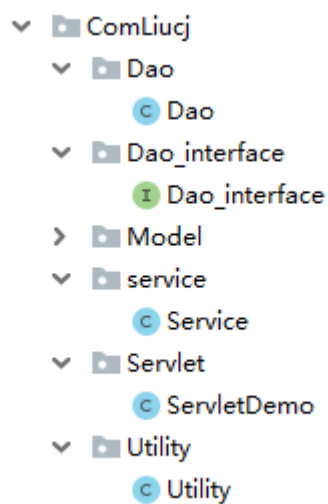 ComLiucj
Dao
C Dao
Dao_interface
I Dao_interface
Model
service
C Service
Servlet
C ServletDemo
Utility
C Utility